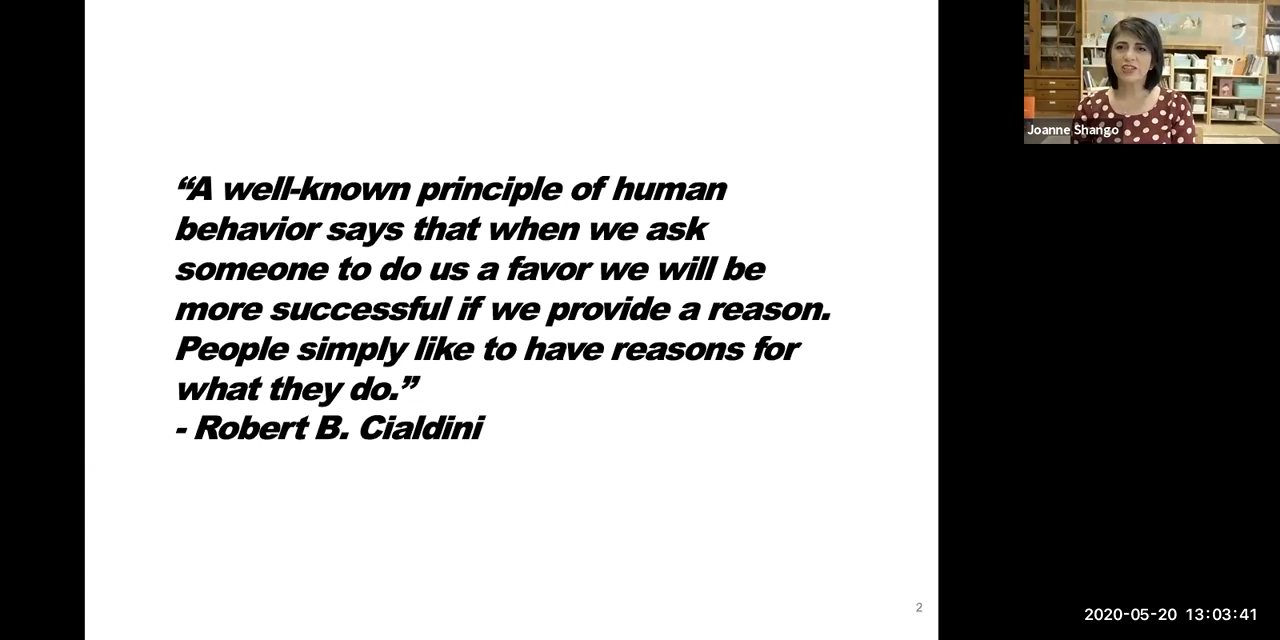 “A well-known principle of human
behavior says that when we ask
someone to do us a favor we will be
more successful if we provide a reason.
People simply like to have reasons for
what they do.”
- Robert B. Cialdini
Joanne Shango
2
2020-05-20 13:03:41